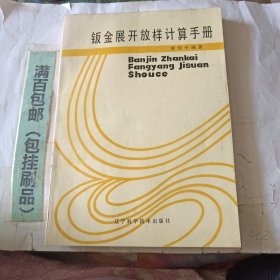 钣金展开放样计算手册
Banjin Zhankai
Fangyang Jisuan
Shouce
辽宁科学技术出版社
满百包邮（包挂刷品）